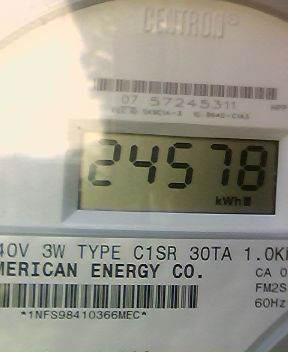 CENTRON®
07 57245311
24578
kWh
40V 3W TYPE C1SR 30TA 1.0K
MERICAN ENERGY CO.
CA 0
FM2S
60Hz
*1NFS98410366MEC*